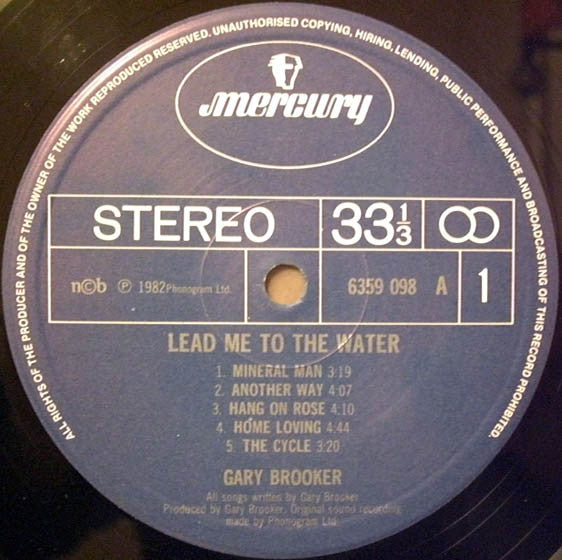 ALL RIGHTS OF THE PRODUCER AND OF THE OWNER OF THE WORK REPRODUCED RESERVED. UNAUTHORISED COPYING, HIRING, LENDING, PUBLIC PERFORMANCE AND BROADCASTING OF THIS RECORD PROHIBITED.
mercury
STEREO 33 1/3
n©b ℗ 1982 Phonogram Ltd. 6359 098 A 1
LEAD ME TO THE WATER
1. MINERAL MAN 3:19
2. ANOTHER WAY 4:07
3. HANG ON ROSE 4:10
4. HOME LOVING 4:44
5. THE CYCLE 3:20
GARY BROOKER
All songs written by Gary Brooker
Produced by Gary Brooker. Original sound recording
made by Phonogram Ltd.